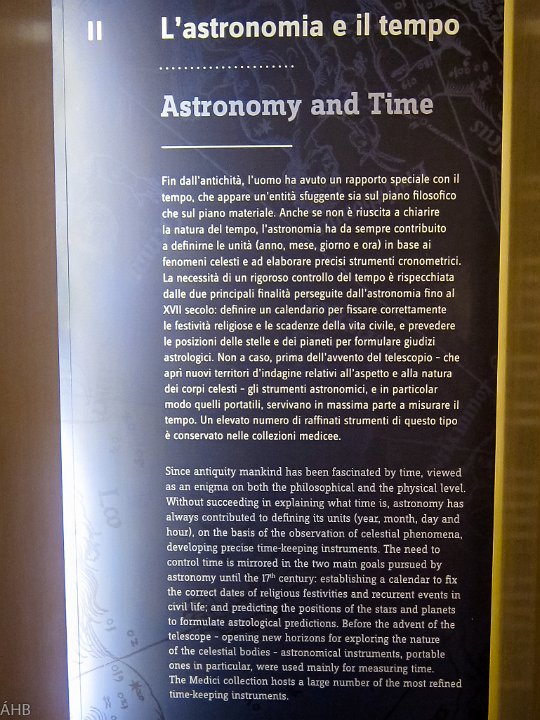 II
L'astronomia e il tempo
Astronomy and Time
Fin dall'antichità, l'uomo ha avuto un rapporto speciale con il
tempo, che appare un'entità sfuggente sia sul piano filosofico
che sul piano materiale. Anche se non è riuscita a chiarire
la natura del tempo, l'astronomia ha da sempre contribuito
a definirne le unità (anno, mese, giorno e ora) in base ai
fenomeni celesti e ad elaborare precisi strumenti cronometrici.
La necessità di un rigoroso controllo del tempo è rispecchiata
dalle due principali finalità perseguite dall'astronomia fino al
XVII secolo: definire un calendario per fissare correttamente
le festività religiose e le scadenze della vita civile, e prevedere
le posizioni delle stelle e dei pianeti per formulare giudizi
astrologici. Non a caso, prima dell'avvento del telescopio - che
aprì nuovi territori d'indagine relativi all'aspetto e alla natura
dei corpi celesti - gli strumenti astronomici, e in particolar
modo quelli portatili, servivano in massima parte a misurare il
tempo. Un elevato numero di raffinati strumenti di questo tipo
è conservato nelle collezioni medicee.
Since antiquity mankind has been fascinated by time, viewed
as an enigma on both the philosophical and the physical level.
Without succeeding in explaining what time is, astronomy has
always contributed to defining its units (year, month, day and
hour), on the basis of the observation of celestial phenomena,
developing precise time-keeping instruments. The need to
control time is mirrored in the two main goals pursued by
astronomy until the 17th century: establishing a calendar to fix
the correct dates of religious festivities and recurrent events in
civil life; and predicting the positions of the stars and planets
to formulate astrological predictions. Before the advent of the
telescope - opening new horizons for exploring the nature
of the celestial bodies - astronomical instruments, portable
ones in particular, were used mainly for measuring time.
The Medici collection hosts a large number of the most refined
time-keeping instruments.
ÁHB